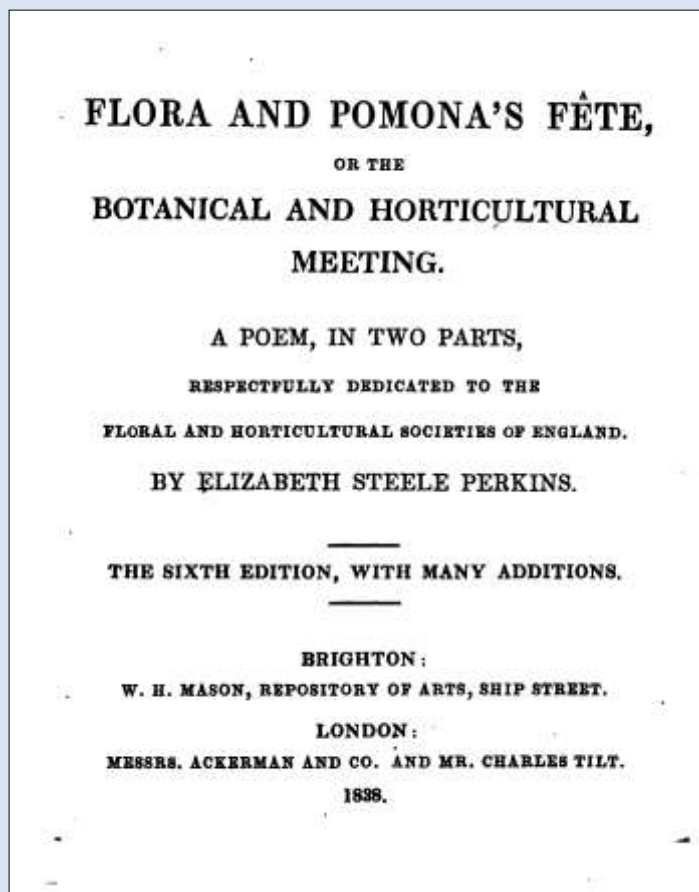 FLORA AND POMONA'S FÊTE,
OR THE
BOTANICAL AND HORTICULTURAL
MEETING.
A POEM, IN TWO PARTS,
RESPECTFULLY DEDICATED TO THE
FLORAL AND HORTICULTURAL SOCIETIES OF ENGLAND.
BY ELIZABETH STEELE PERKINS.
THE SIXTH EDITION, WITH MANY ADDITIONS.
BRIGHTON:
W. H. MASON, REPOSITORY OF ARTS, SHIP STREET.
LONDON:
MESSRS. ACKERMAN AND CO. AND MR. CHARLES TILT.
1838.